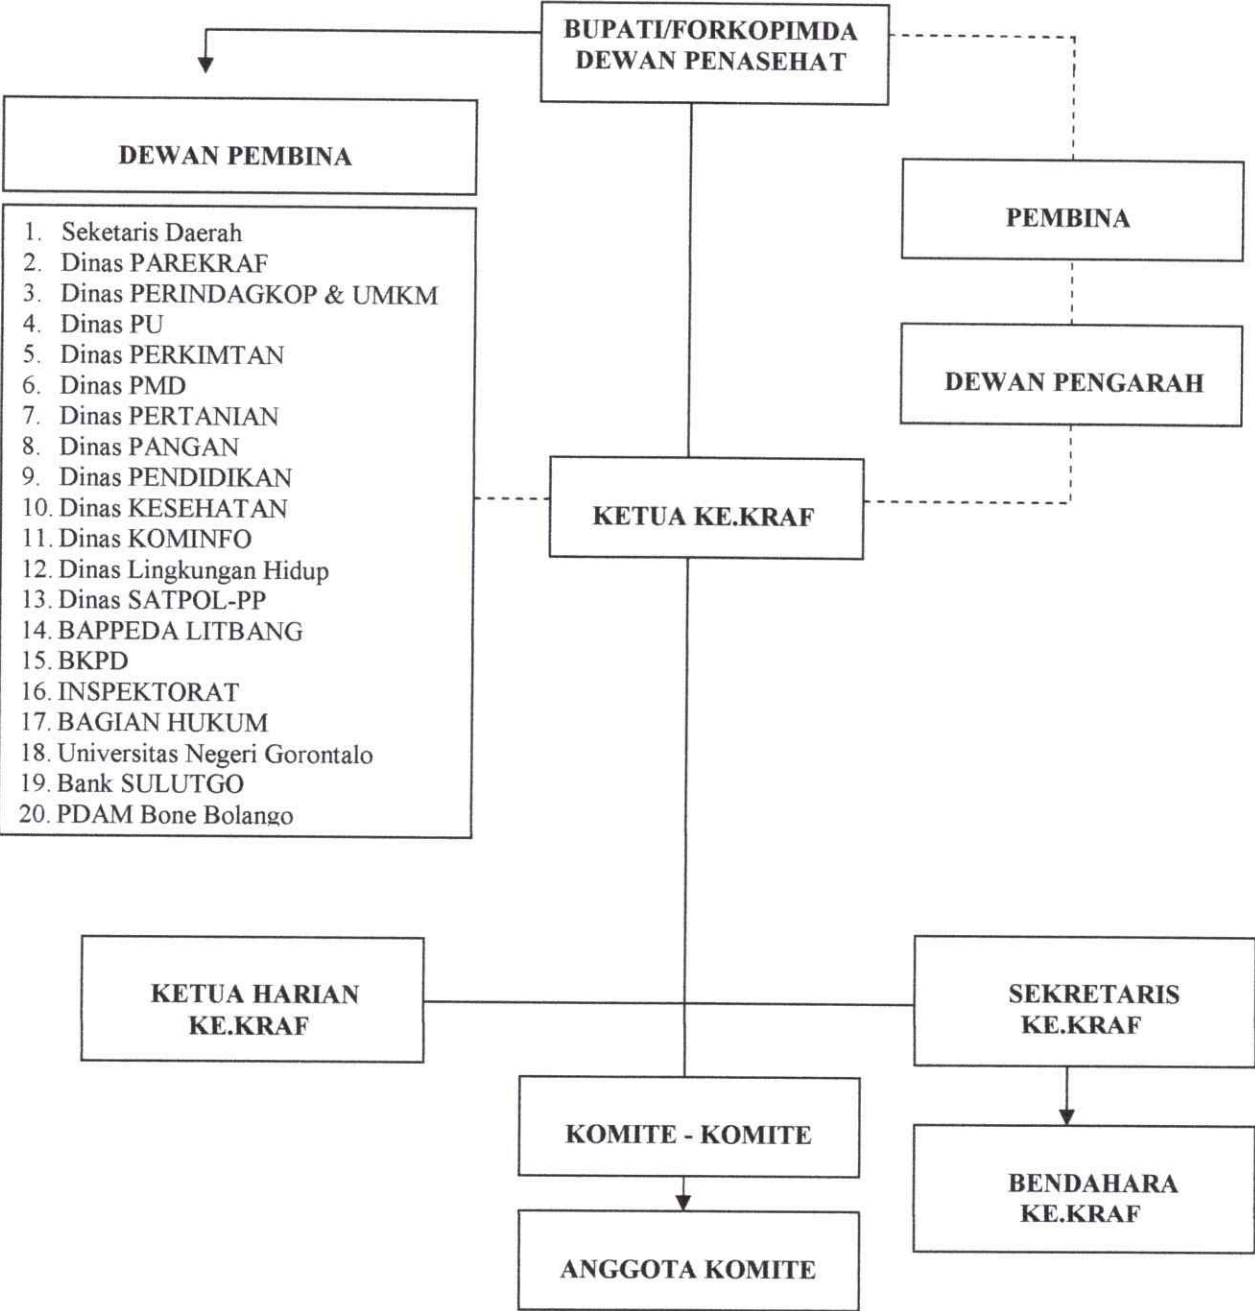 BUPATI/FORKOPIMDA
DEWAN PENASEHAT
DEWAN PEMBINA
1. Seketaris Daerah
2. Dinas PAREKRAF
3. Dinas PERINDAGKOP & UMKM
4. Dinas PU
5. Dinas PERKIMTAN
6. Dinas PMD
7. Dinas PERTANIAN
8. Dinas PANGAN
9. Dinas PENDIDIKAN
10. Dinas KESEHATAN
11. Dinas KOMINFO
12. Dinas Lingkungan Hidup
13. Dinas SATPOL-PP
14. BAPPEDA LITBANG
15. BKPD
16. INSPEKTORAT
17. BAGIAN HUKUM
18. Universitas Negeri Gorontalo
19. Bank SULUTGO
20. PDAM Bone Bolango
PEMBINA
DEWAN PENGARAH
KETUA KE.KRAF
KETUA HARIAN
KE.KRAF
SEKRETARIS
KE.KRAF
KOMITE - KOMITE
BENDAHARA
KE.KRAF
ANGGOTA KOMITE